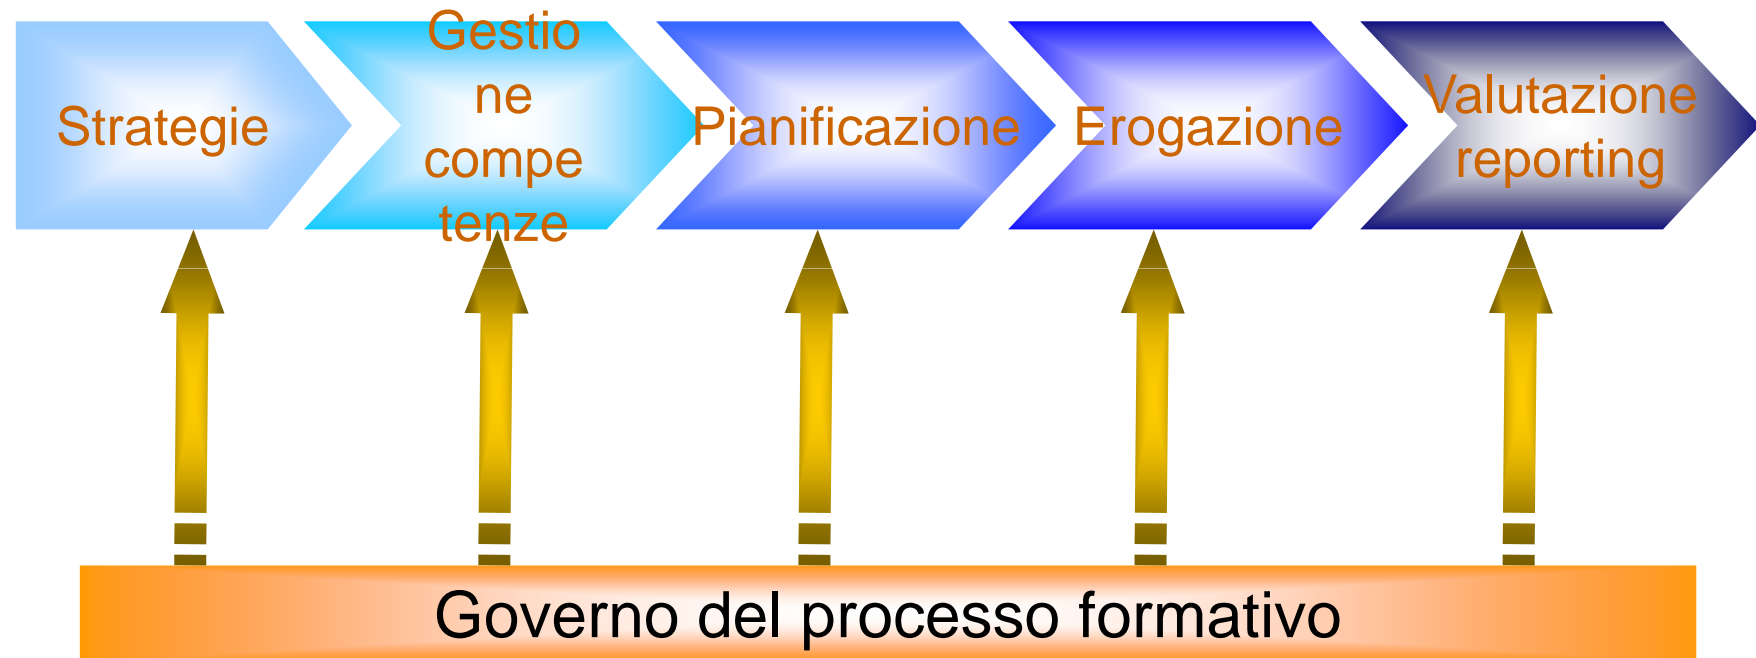 Strategie
Gestio
ne
compe
tenze
Pianificazione
Erogazione
Valutazione
reporting
Governo del processo formativo